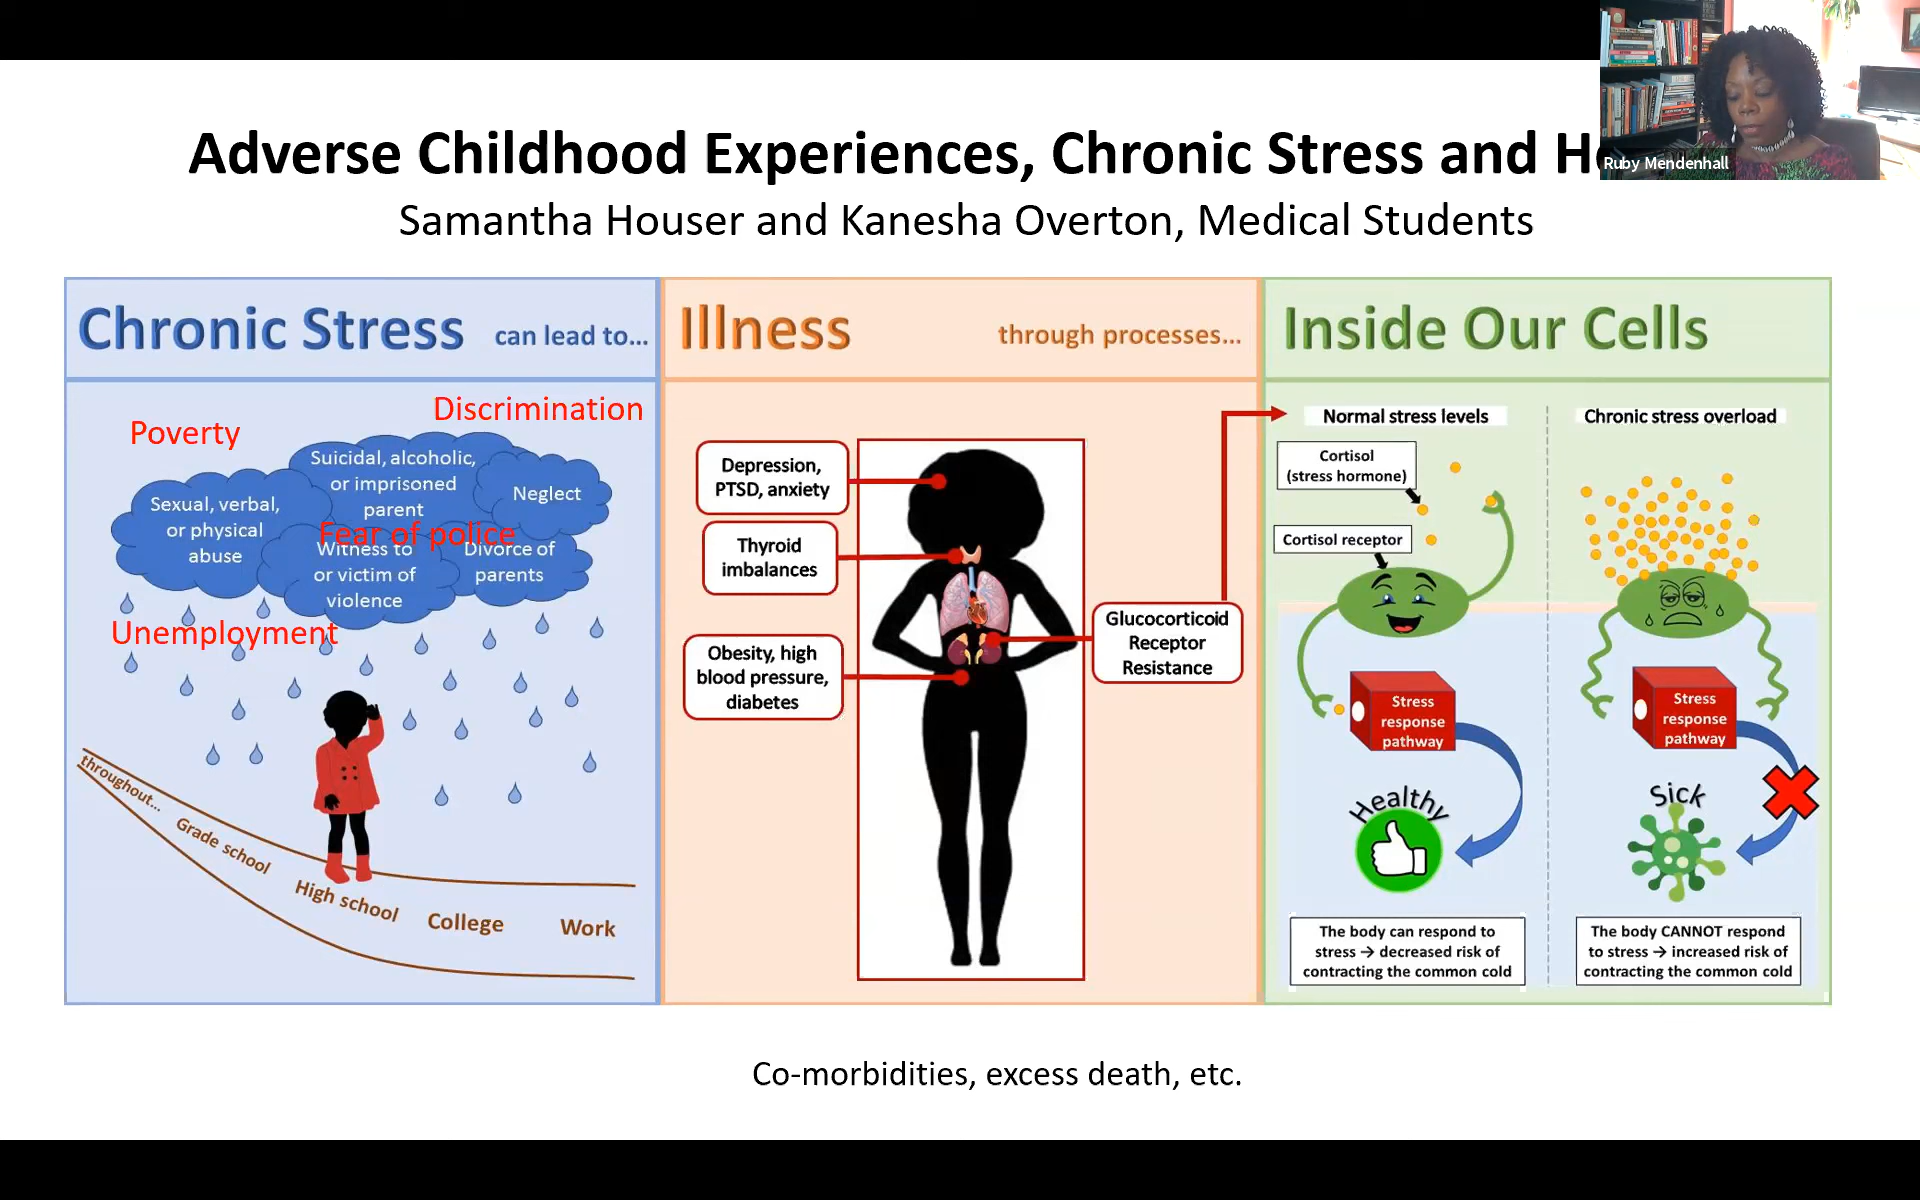 Adverse Childhood Experiences, Chronic Stress and
Ruby Mendenhall
Samantha Houser and Kanesha Overton, Medical Students
Chronic Stress can lead to...
Poverty
Discrimination
Suicidal, alcoholic,
or imprisoned
parent
Neglect
Sexual, verbal,
or physical
abuse
Fear of police
Witness to
or victim of
violence
Divorce of
parents
Unemployment
throughout...
Grade school
High school
College
Work
Illness through processes...
Depression,
PTSD, anxiety
Thyroid
imbalances
Obesity, high
blood pressure,
diabetes
Glucocorticoid
Receptor
Resistance
Inside Our Cells
Normal stress levels
Cortisol
(stress hormone)
Cortisol receptor
Stress
response
pathway
Healthy
The body can respond to
stress → decreased risk of
contracting the common cold
Chronic stress overload
Stress
response
pathway
Sick
The body CANNOT respond
to stress → increased risk of
contracting the common cold
Co-morbidities, excess death, etc.